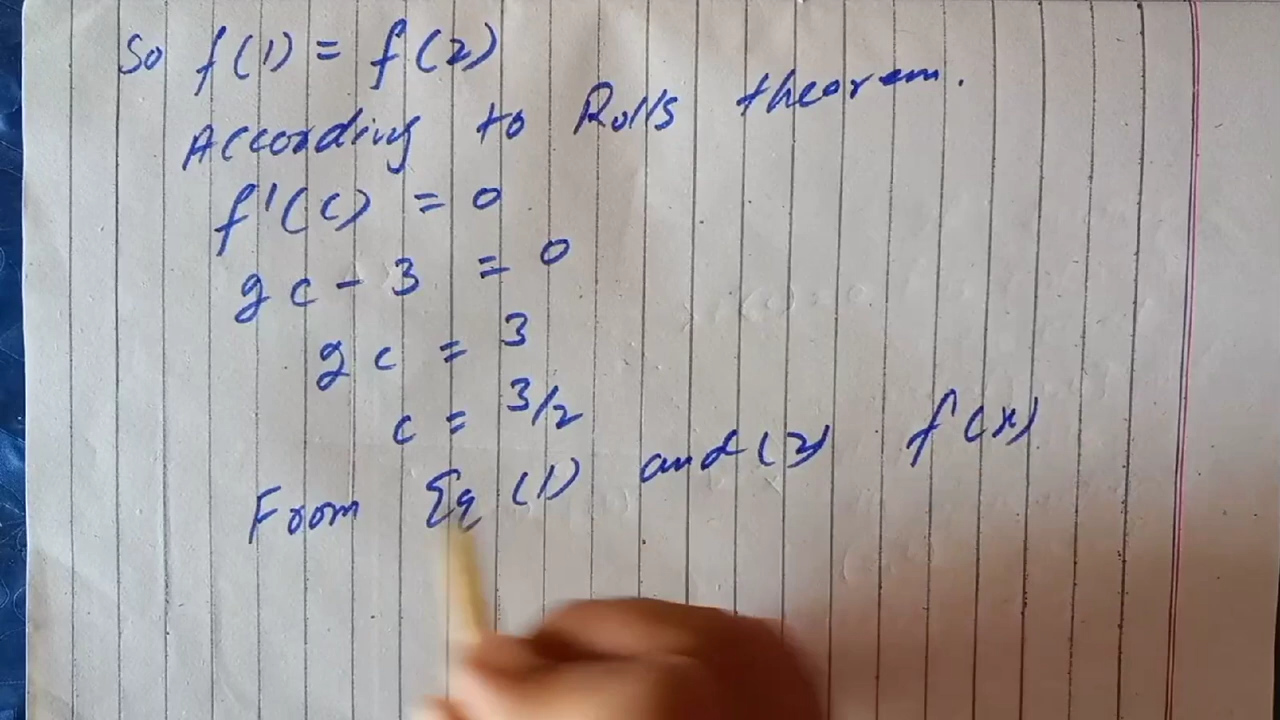 So f(1) = f(2)
According to Rolls theorem.
f'(c) = 0
2c - 3 = 0
2c = 3
c = 3/2
From Eq (1) and (2) f(x)